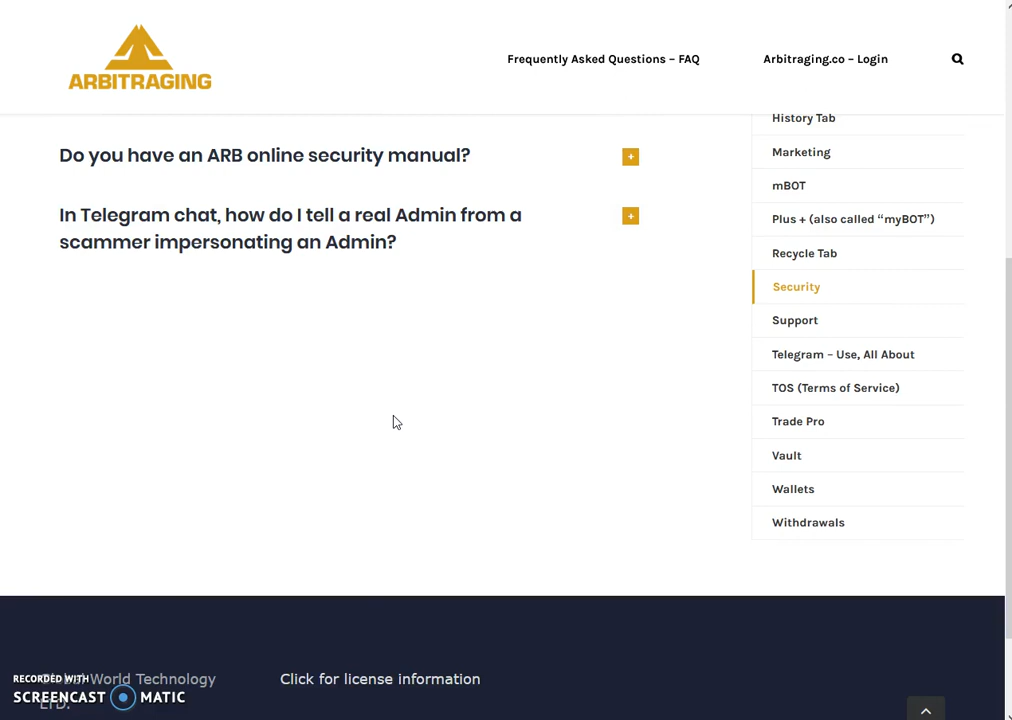 ARBITRAGING
Frequently Asked Questions – FAQ
Arbitraging.co – Login
Do you have an ARB online security manual?
+
In Telegram chat, how do I tell a real Admin from a
scammer impersonating an Admin?
+
History Tab
Marketing
mBOT
Plus + (also called “myBOT”)
Recycle Tab
Security
Support
Telegram – Use, All About
TOS (Terms of Service)
Trade Pro
Vault
Wallets
Withdrawals
Global World Technology
LTD.
Click for license information
RECORDED WITH
SCREENCAST MATIC